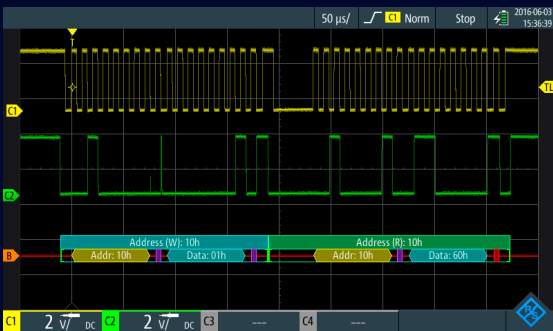 50 µs/ C1 Norm Stop 2016-06-03
15:36:39
T
TL
C1
C2
Address (W): 10h Address (R): 10h
B Addr: 10h Data: 01h Addr: 10h Data: 60h
C1 2 V/ DC C2 2 V/ DC C3 --- C4 ---
R&S